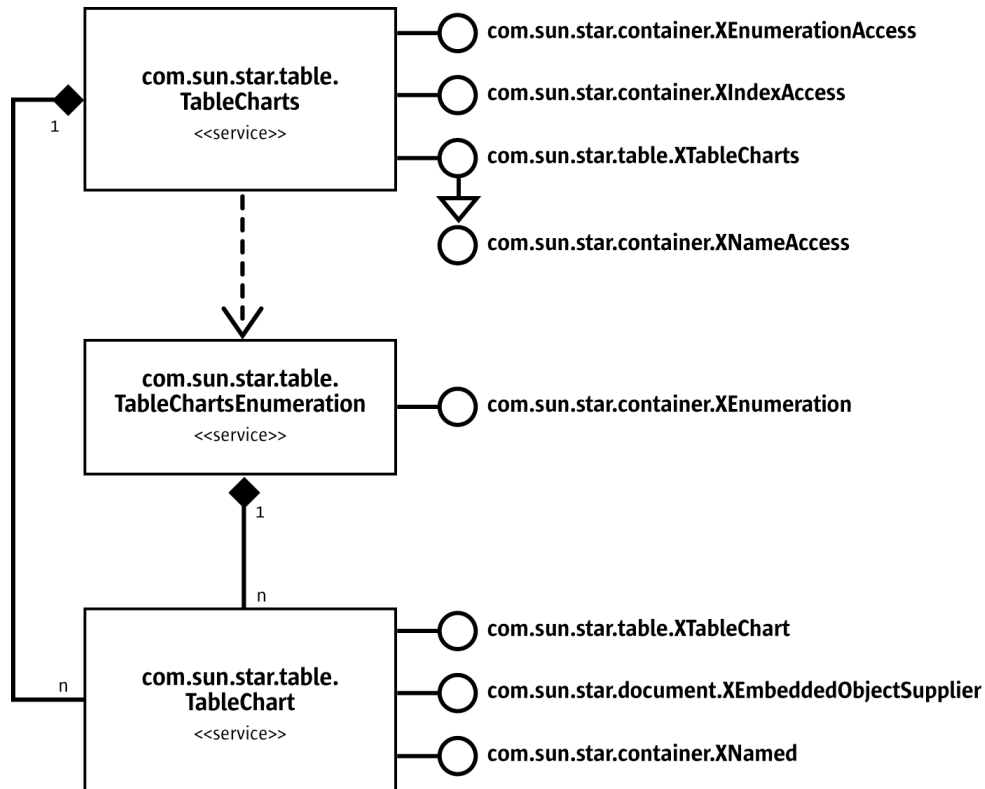 com.sun.star.table.
TableCharts
<<service>>
1
com.sun.star.container.XEnumerationAccess
com.sun.star.container.XIndexAccess
com.sun.star.table.XTableCharts
com.sun.star.container.XNameAccess
com.sun.star.table.
TableChartsEnumeration
<<service>>
com.sun.star.container.XEnumeration
1
n
n
com.sun.star.table.
TableChart
<<service>>
com.sun.star.table.XTableChart
com.sun.star.document.XEmbeddedObjectSupplier
com.sun.star.container.XNamed